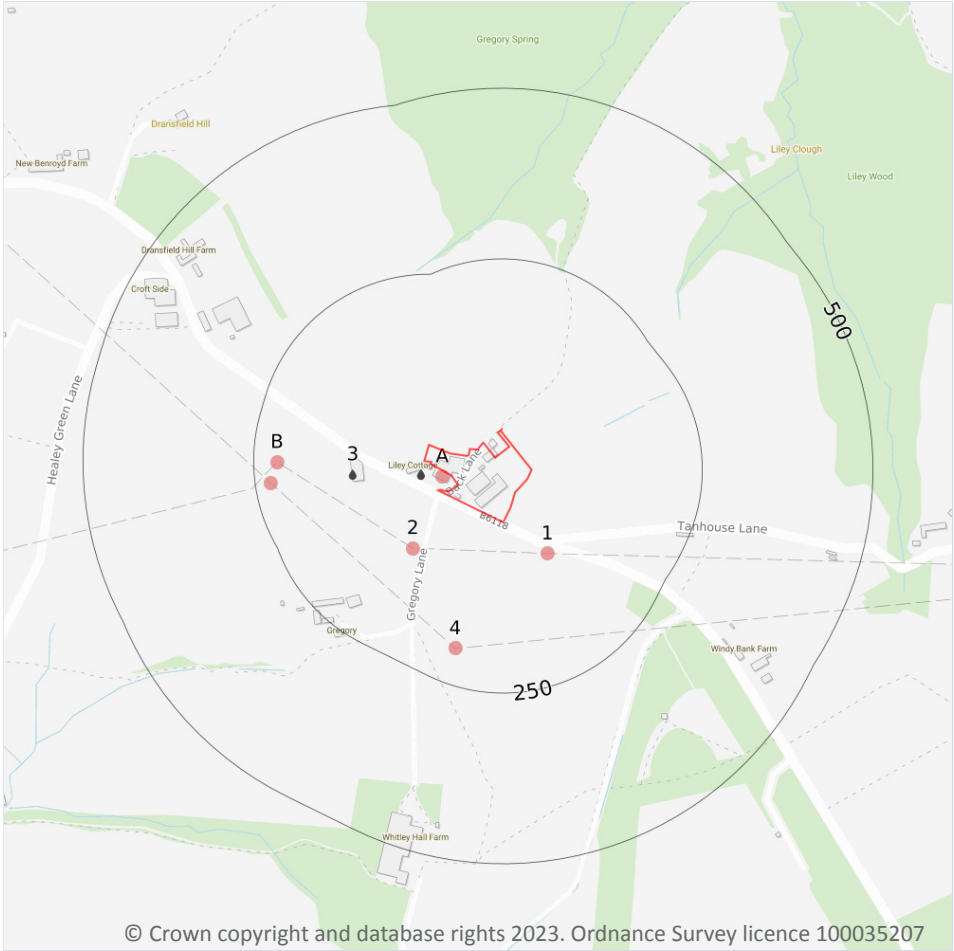 Gregory Spring
Dransfield Hill
Liley Clough
New Benroyd Farm
Liley Wood
Dransfield Hill Farm
Croft Side
500
Healey Green Lane
B
3
A
Liley Cottage
Back Lane
B6118
1
Tanhouse Lane
2
Gregory Lane
4
Gregory
Windy Bank Farm
250
Whitley Hall Farm
© Crown copyright and database rights 2023. Ordnance Survey licence 100035207